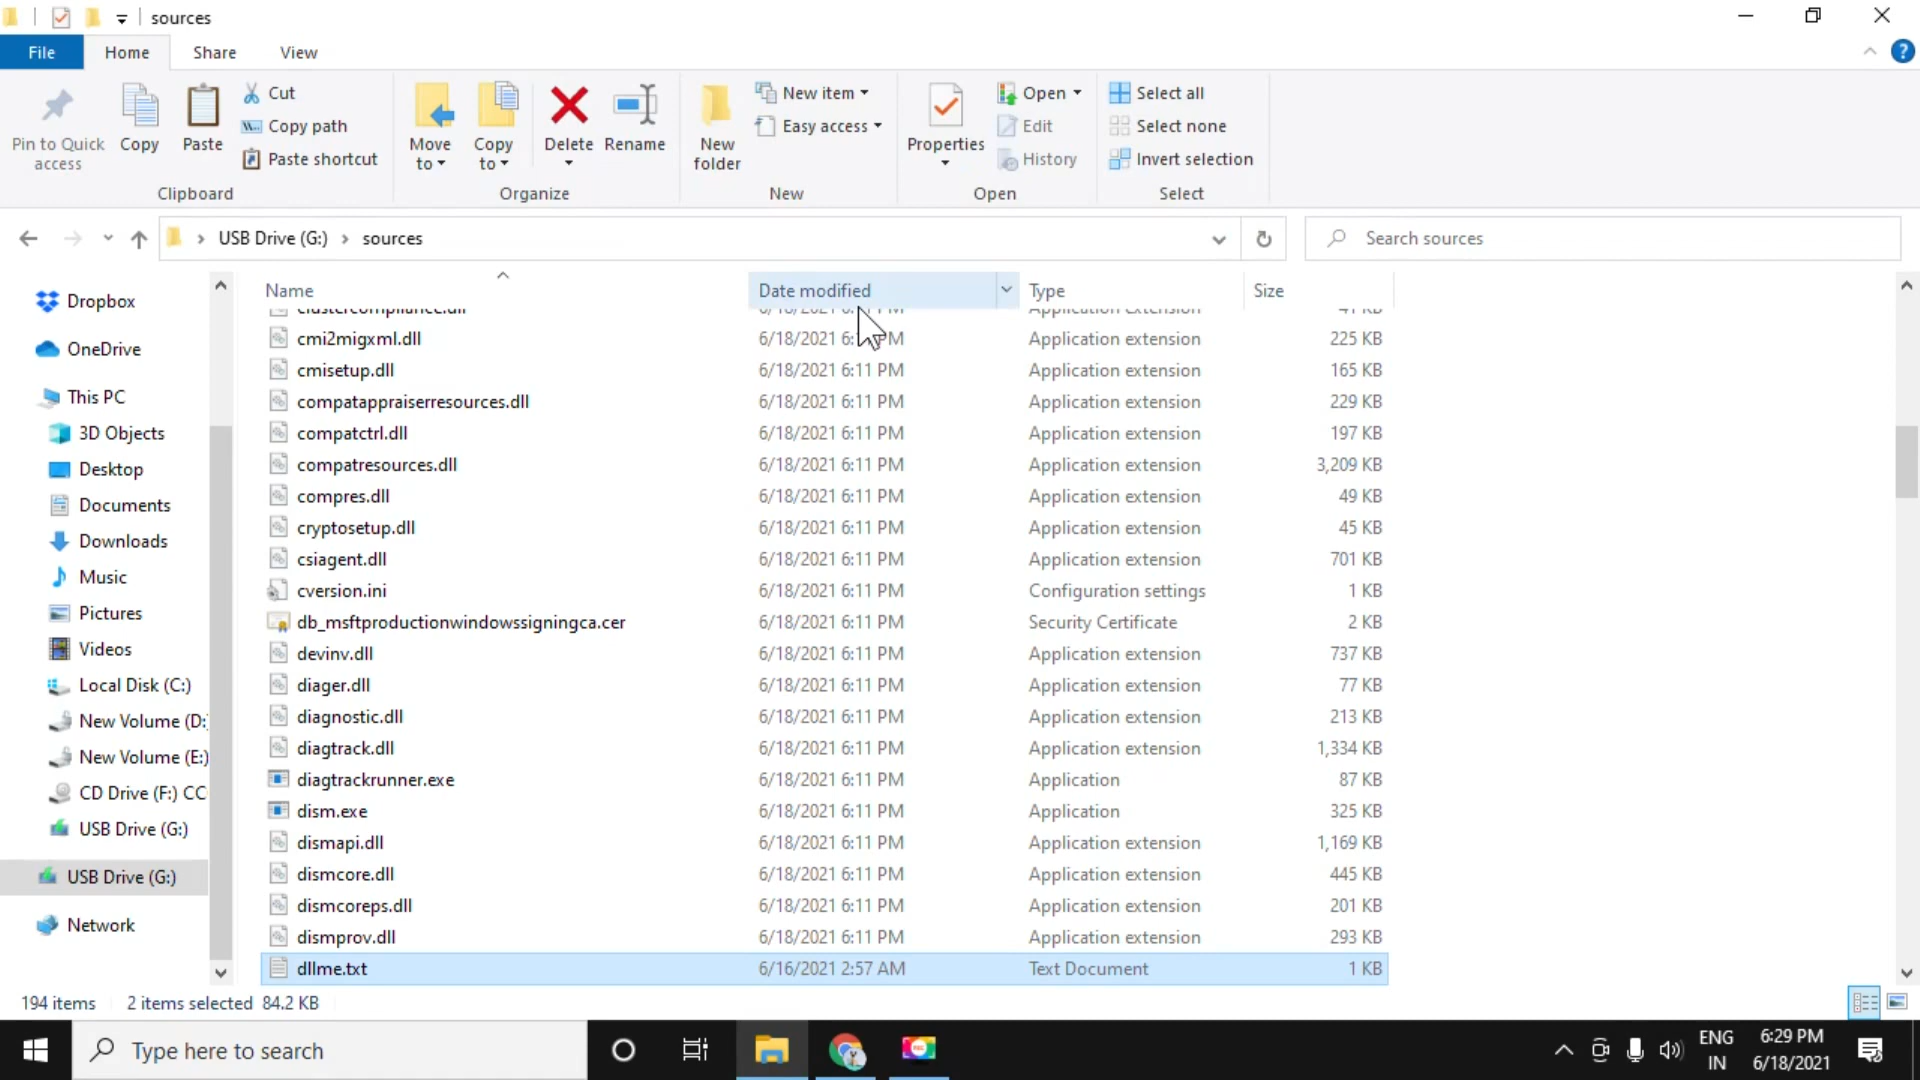 sources
File Home Share View
Pin to Quick access
Copy
Paste
Cut
Copy path
Paste shortcut
Clipboard
Move to
Copy to
Delete
Rename
Organize
New folder
New item
Easy access
New
Properties
Open
Edit
History
Open
Select all
Select none
Invert selection
Select
USB Drive (G:) › sources
Search sources
Dropbox
OneDrive
This PC
3D Objects
Desktop
Documents
Downloads
Music
Pictures
Videos
Local Disk (C:)
New Volume (D:
New Volume (E:)
CD Drive (F:) CC
USB Drive (G:)
USB Drive (G:)
Network
Name Date modified Type Size
clustercompliance.dll Application extension 41 KB
cmi2migxml.dll 6/18/2021 6: PM Application extension 225 KB
cmisetup.dll 6/18/2021 6:11 PM Application extension 165 KB
compatappraiserresources.dll 6/18/2021 6:11 PM Application extension 229 KB
compatctrl.dll 6/18/2021 6:11 PM Application extension 197 KB
compatresources.dll 6/18/2021 6:11 PM Application extension 3,209 KB
compres.dll 6/18/2021 6:11 PM Application extension 49 KB
cryptosetup.dll 6/18/2021 6:11 PM Application extension 45 KB
csiagent.dll 6/18/2021 6:11 PM Application extension 701 KB
cversion.ini 6/18/2021 6:11 PM Configuration settings 1 KB
db_msftproductionwindowssigningca.cer 6/18/2021 6:11 PM Security Certificate 2 KB
devinv.dll 6/18/2021 6:11 PM Application extension 737 KB
diager.dll 6/18/2021 6:11 PM Application extension 77 KB
diagnostic.dll 6/18/2021 6:11 PM Application extension 213 KB
diagtrack.dll 6/18/2021 6:11 PM Application extension 1,334 KB
diagtrackrunner.exe 6/18/2021 6:11 PM Application 87 KB
dism.exe 6/18/2021 6:11 PM Application 325 KB
dismapi.dll 6/18/2021 6:11 PM Application extension 1,169 KB
dismcore.dll 6/18/2021 6:11 PM Application extension 445 KB
dismcoreps.dll 6/18/2021 6:11 PM Application extension 201 KB
dismprov.dll 6/18/2021 6:11 PM Application extension 293 KB
dllme.txt 6/16/2021 2:57 AM Text Document 1 KB
194 items 2 items selected 84.2 KB
Type here to search
ENG
IN
6:29 PM
6/18/2021